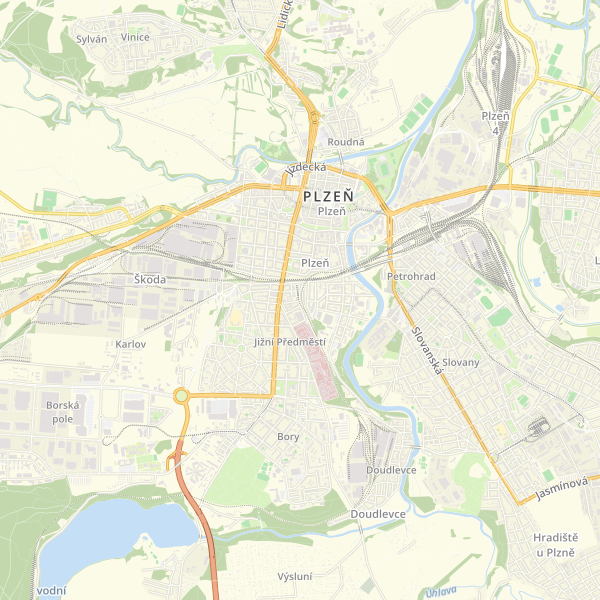 Lidick
Sylván
Vinice
Plzeň
4
Roudná
Jízdecká
PLZEŇ
Plzeň
Plzeň
Škoda
Petrohrad
Karlov
Jižní Předměstí
Slovanská
Slovany
Borská
pole
Bory
Doudlevce
Jasmínová
Doudlevce
Hradiště
u Plzně
Výsluní
vodní
Úhlava